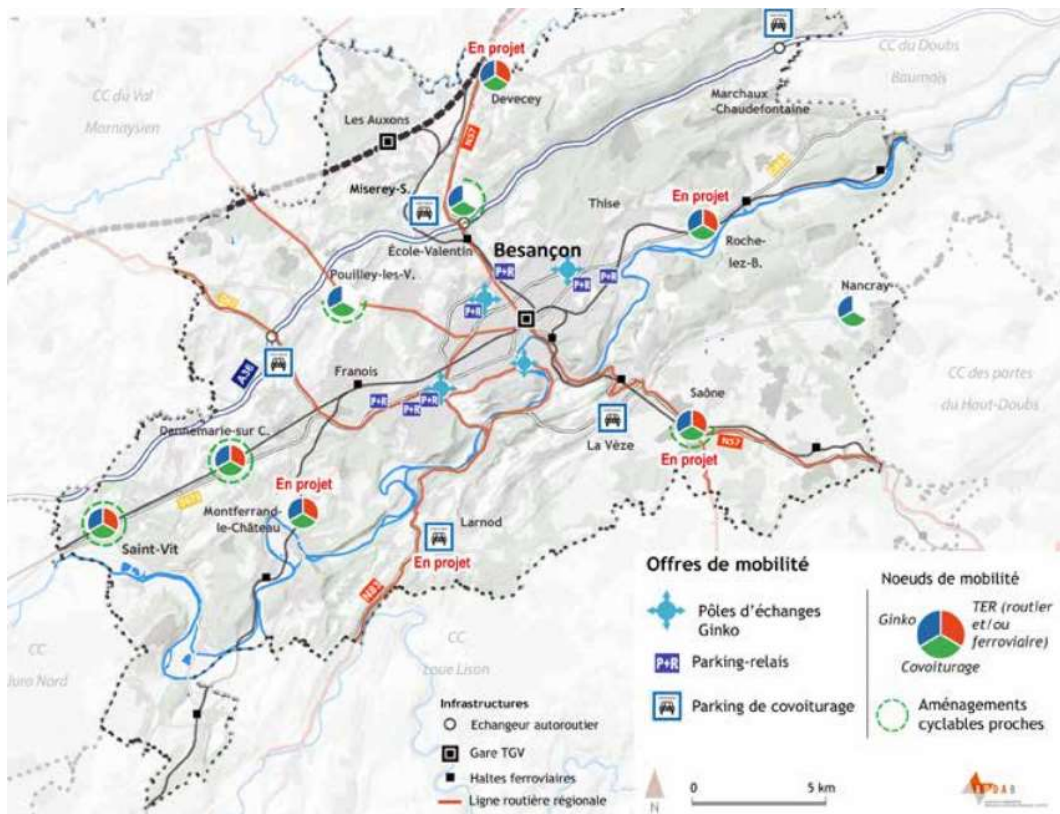 En projet
Devecey
CC du Doubs
Baumois
CC du Val
Marnaysien
Marchaux
-Chaudefontaine
Les Auxons
N57
Miserey-S.
En projet
Thise
Roche-
lez-B.
École-Valentin
Besançon
P+R
P+R
P+R
P+R
Pouilley-les-V.
Nancray
A36
Franois
P+R
P+R
P+R
Saône
CC des portes
du Haut-Doubs
La Vèze
N57
En projet
Dannemarie-sur C.
En projet
Montferrand-
le-Château
Saint-Vit
Larnod
En projet
N83
CC
Jura Nord
CC
Loue Lison
Infrastructures
Echangeur autoroutier
Gare TGV
Haltes ferroviaires
Ligne routière régionale
Offres de mobilité
Pôles d'échanges
Ginko
P+R
Parking-relais
Parking de covoiturage
Noeuds de mobilité
Ginko
TER (routier
et/ou
ferroviaire)
Covoiturage
Aménagements
cyclables proches
N
0
5 km